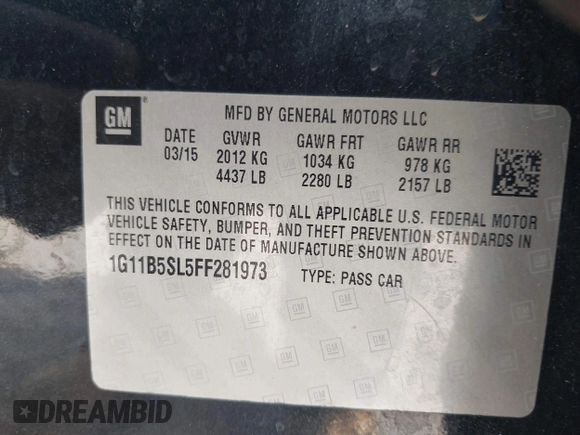 GM
MFD BY GENERAL MOTORS LLC
DATE GVWR GAWR FRT GAWR RR
03/15 2012 KG 1034 KG 978 KG
4437 LB 2280 LB 2157 LB
THIS VEHICLE CONFORMS TO ALL APPLICABLE U.S. FEDERAL MOTOR
VEHICLE SAFETY, BUMPER, AND THEFT PREVENTION STANDARDS IN
EFFECT ON THE DATE OF MANUFACTURE SHOWN ABOVE.
1G11B5SL5FF281973 TYPE: PASS CAR
DREAMBID